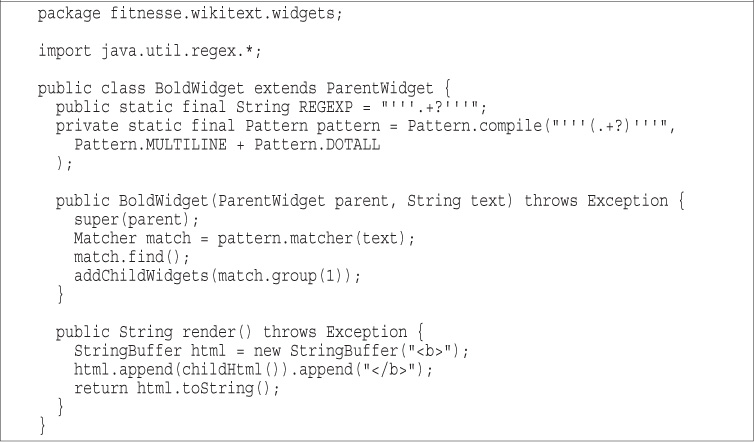 package fitnesse.wikitext.widgets;
import java.util.regex.*;
public class BoldWidget extends ParentWidget {
public static final String REGEXP = "'''.+?'''";
private static final Pattern pattern = Pattern.compile("'''(.+?)'''",
Pattern.MULTILINE + Pattern.DOTALL
);
public BoldWidget(ParentWidget parent, String text) throws Exception {
super(parent);
Matcher match = pattern.matcher(text);
match.find();
addChildWidgets(match.group(1));
}
public String render() throws Exception {
StringBuffer html = new StringBuffer("<b>");
html.append(childHtml()).append("</b>");
return html.toString();
}
}